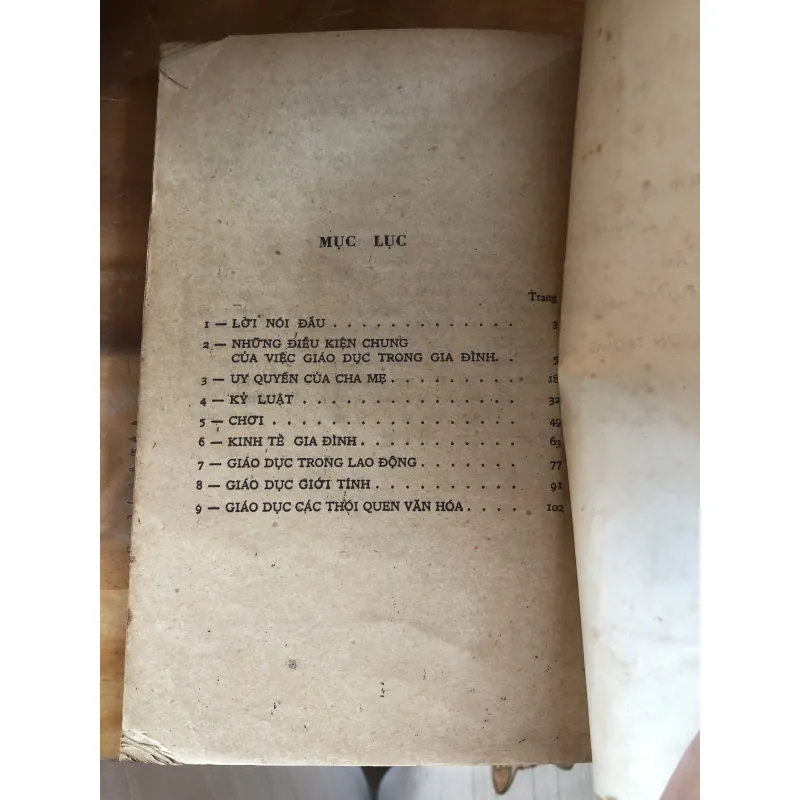 MỤC LỤC
Trang
1 — LỜI NÓI ĐẦU . . . . . . . . . . . . . 3
2 — NHỮNG ĐIỀU KIỆN CHUNG
CỦA VIỆC GIÁO DỤC TRONG GIA ĐÌNH. . 5
3 — UY QUYỀN CỦA CHA MẸ . . . . . . . . . 18
4 — KỶ LUẬT . . . . . . . . . . . . . . . 32
5 — CHƠI . . . . . . . . . . . . . . . . . 49
6 — KINH TẾ GIA ĐÌNH . . . . . . . . . . . 63
7 — GIÁO DỤC TRONG LAO ĐỘNG . . . . . . . 77
8 — GIÁO DỤC GIỚI TÍNH . . . . . . . . . . 91
9 — GIÁO DỤC CÁC THÓI QUEN VĂN HÓA . . . . 102